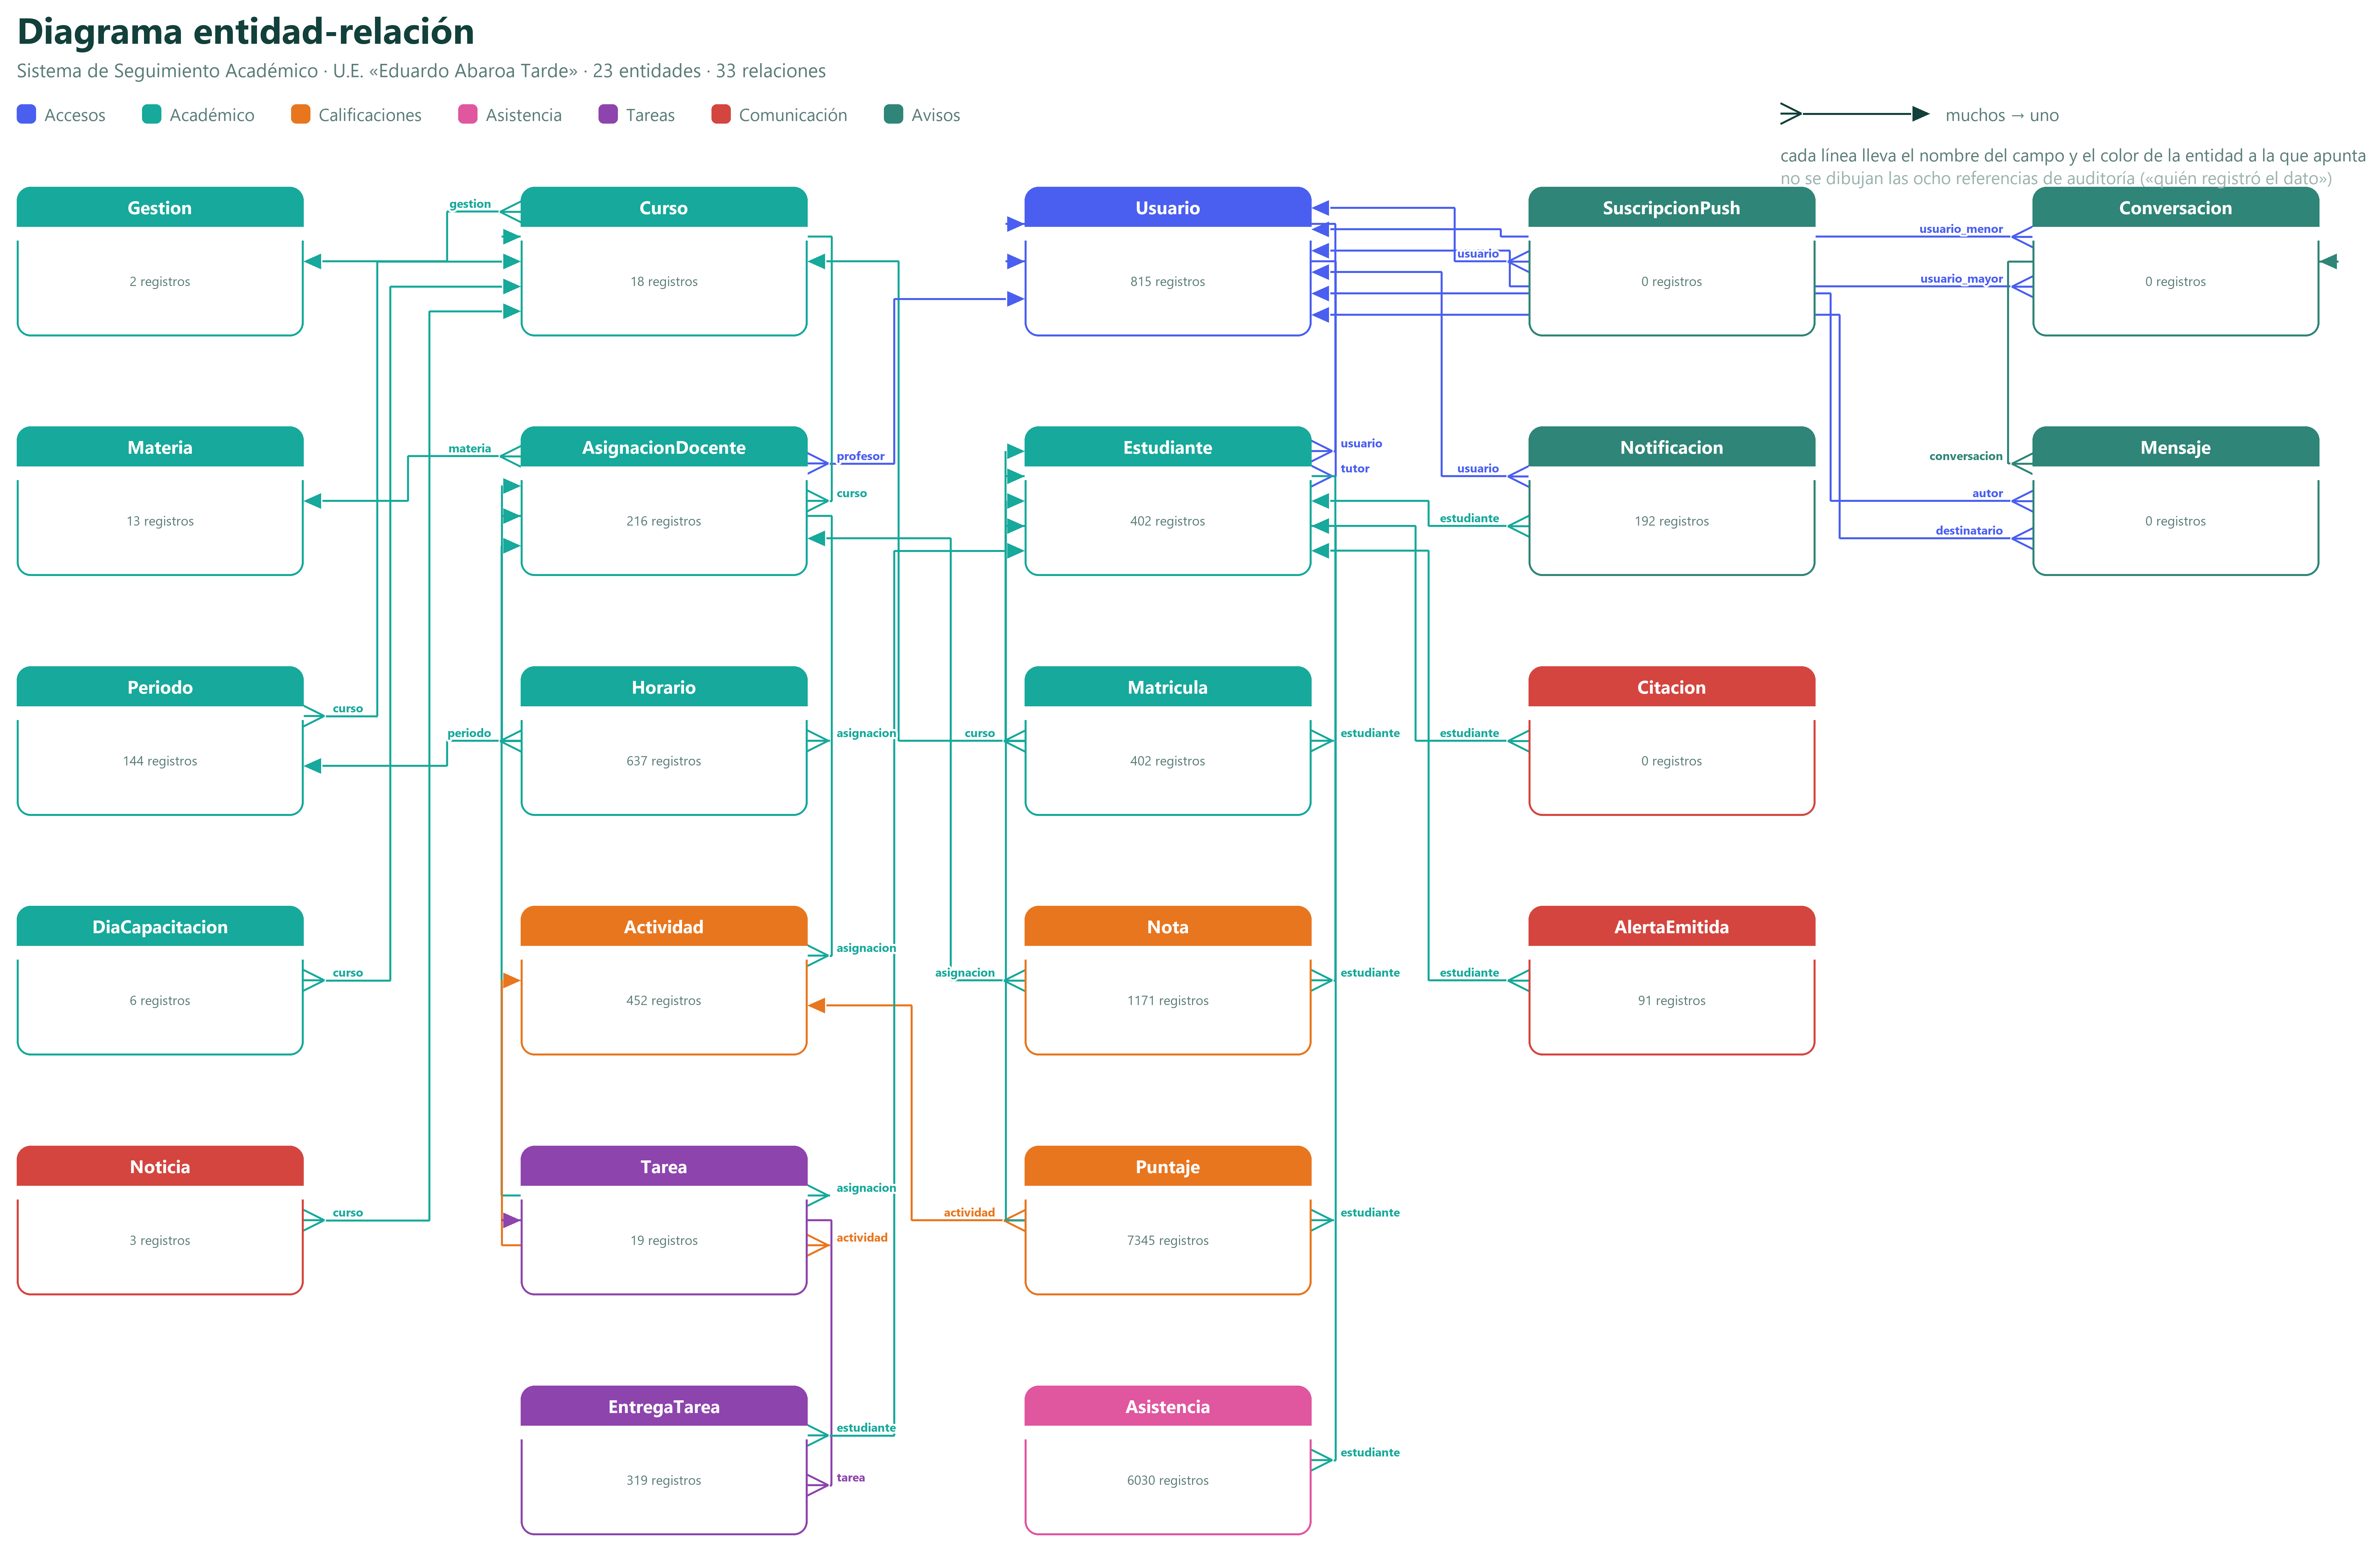 Diagrama entidad-relación
Sistema de Seguimiento Académico · U.E. «Eduardo Abaroa Tarde» · 23 entidades · 33 relaciones
Accesos
Académico
Calificaciones
Asistencia
Tareas
Comunicación
Avisos
muchos → uno
cada línea lleva el nombre del campo y el color de la entidad a la que apunta
no se dibujan las ocho referencias de auditoría («quién registró el dato»)
Gestion
2 registros
gestion
Curso
18 registros
Usuario
815 registros
usuario
SuscripcionPush
0 registros
usuario_menor
usuario_mayor
Conversacion
0 registros
Materia
13 registros
materia
AsignacionDocente
216 registros
profesor
curso
Estudiante
402 registros
usuario
tutor
usuario
estudiante
Notificacion
192 registros
conversacion
autor
destinatario
Mensaje
0 registros
Periodo
144 registros
curso
periodo
Horario
637 registros
asignacion
curso
Matricula
402 registros
estudiante
estudiante
Citacion
0 registros
DiaCapacitacion
6 registros
curso
Actividad
452 registros
asignacion
asignacion
Nota
1171 registros
estudiante
estudiante
AlertaEmitida
91 registros
Noticia
3 registros
curso
Tarea
19 registros
asignacion
actividad
actividad
Puntaje
7345 registros
estudiante
EntregaTarea
319 registros
estudiante
tarea
Asistencia
6030 registros
estudiante